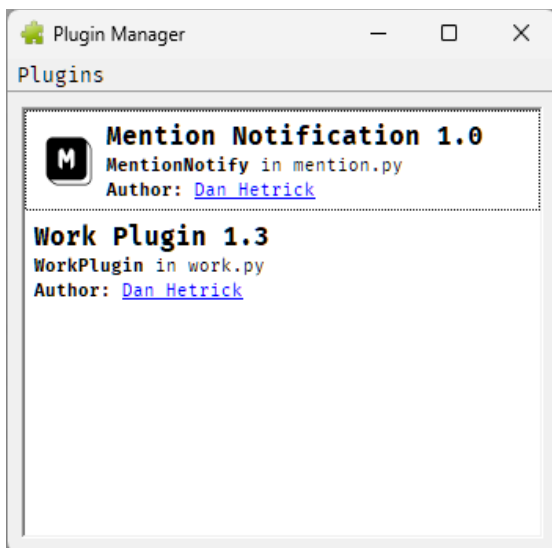 Plugin Manager
Plugins
M
Mention Notification 1.0
MentionNotify in mention.py
Author: Dan Hetrick
Work Plugin 1.3
WorkPlugin in work.py
Author: Dan Hetrick